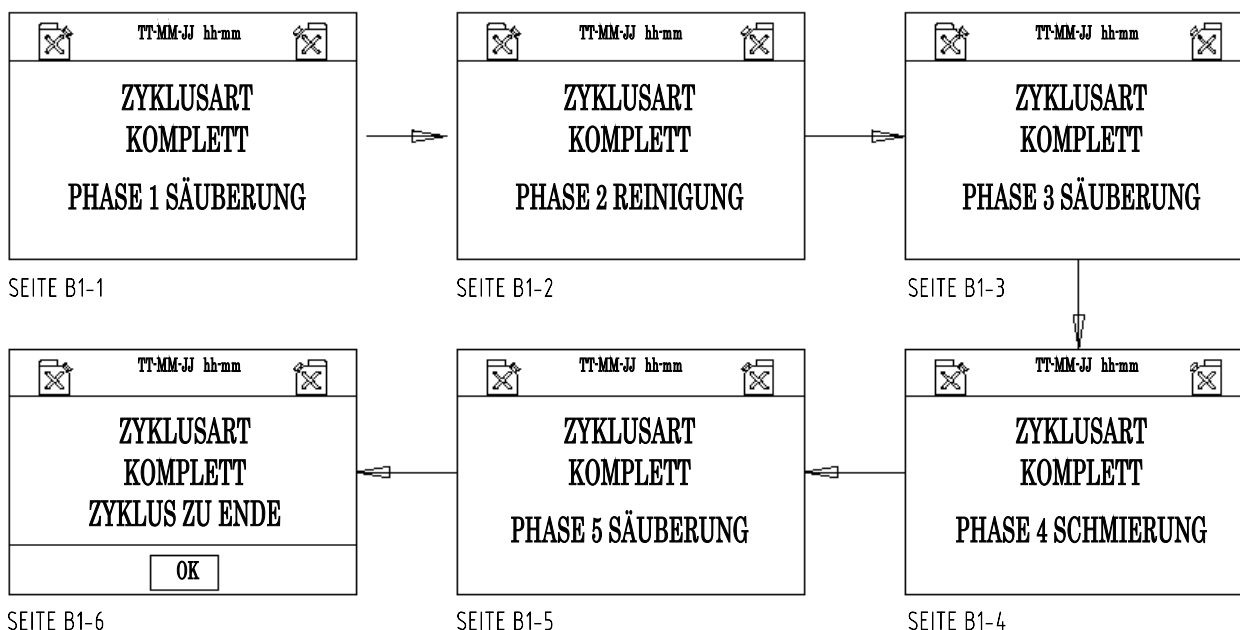 TT-MM-JJ hh-mm
ZYKLUSART
KOMPLETT
PHASE 1 SÄUBERUNG
SEITE B1-1
TT-MM-JJ hh-mm
ZYKLUSART
KOMPLETT
PHASE 2 REINIGUNG
SEITE B1-2
TT-MM-JJ hh-mm
ZYKLUSART
KOMPLETT
PHASE 3 SÄUBERUNG
SEITE B1-3
TT-MM-JJ hh-mm
ZYKLUSART
KOMPLETT
PHASE 4 SCHMIERUNG
SEITE B1-4
TT-MM-JJ hh-mm
ZYKLUSART
KOMPLETT
PHASE 5 SÄUBERUNG
SEITE B1-5
TT-MM-JJ hh-mm
ZYKLUSART
KOMPLETT
ZYKLUS ZU ENDE
OK
SEITE B1-6